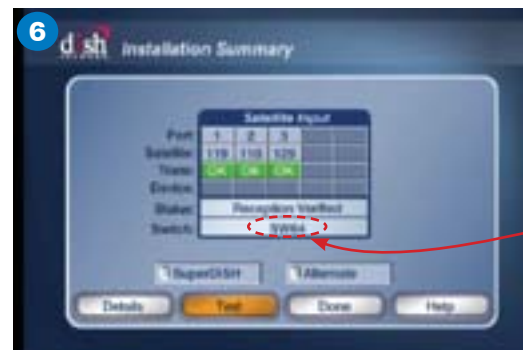 6
dish Installation Summary
Satellite Input
Port 1 2 3
Satellite 119 110 129
Trans: OK OK OK
Device:
Status: Reception Verified
Switch: SW64
SuperDISH Alternate
Details Test Done Help